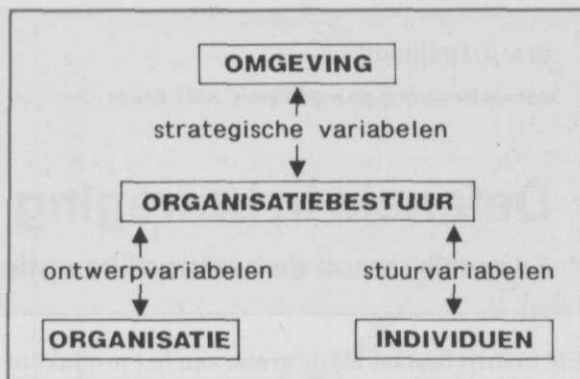 OMGEVING
strategische variabelen
ORGANISATIEBESTUUR
ontwerpvariabelen stuurvariabelen
ORGANISATIE INDIVIDUEN